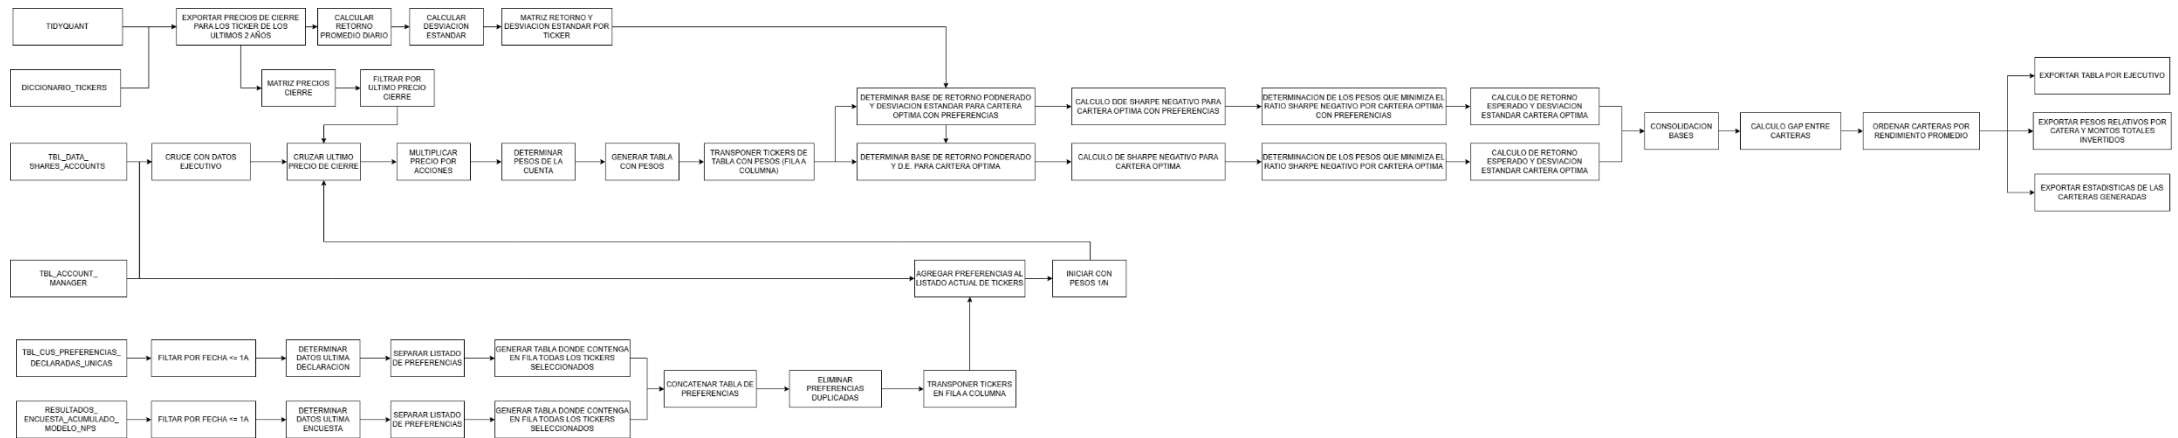 TIDYQUANT
EXPORTAR PRECIOS DE CIERRE
PARA LOS TICKER DE LOS
ULTIMOS 2 AÑOS
CALCULAR
RETORNO
PROMEDIO DIARIO
CALCULAR
DESVIACION
ESTANDAR
MATRIZ RETORNO Y
DESVIACION ESTANDAR POR
TICKER
DICCIONARIO_TICKERS
MATRIZ PRECIOS
CIERRE
FILTRAR POR
ULTIMO PRECIO
CIERRE
DETERMINAR BASE DE RETORNO PODNERADO
Y DESVIACION ESTANDAR PARA CARTERA
OPTIMA CON PREFERENCIAS
CALCULO DDE SHARPE NEGATIVO PARA
CARTERA OPTIMA CON PREFERENCIAS
DETERMINACION DE LOS PESOS QUE MINIMIZA EL
RATIO SHARPE NEGATIVO POR CARTERA OPTIMA
CON PREFERENCIAS
CALCULO DE RETORNO
ESPERADO Y DESVIACION
ESTANDAR CARTERA OPTIMA
EXPORTAR TABLA POR EJECUTIVO
CONSOLIDACION
BASES
CALCULO GAP ENTRE
CARTERAS
ORDENAR CARTERAS POR
RENDIMIENTO PROMEDIO
EXPORTAR PESOS RELATIVOS POR
CATERA Y MONTOS TOTALES
INVERTIDOS
TBL_DATA_
SHARES_ACCOUNTS
CRUCE CON DATOS
EJECUTIVO
CRUZAR ULTIMO
PRECIO DE CIERRE
MULTIPLICAR
PRECIO POR
ACCIONES
DETERMINAR
PESOS DE LA
CUENTA
GENERAR TABLA
CON PESOS
TRANSPONER TICKERS DE
TABLA CON PESOS (FILA A
COLUMNA)
DETERMINAR BASE DE RETORNO PONDERADO
Y D.E. PARA CARTERA OPTIMA
CALCULO DE SHARPE NEGATIVO PARA
CARTERA OPTIMA
DETERMINACION DE LOS PESOS QUE MINIMIZA EL
RATIO SHARPE NEGATIVO POR CARTERA OPTIMA
CALCULO DE RETORNO
ESPERADO Y DESVIACION
ESTANDAR CARTERA OPTIMA
EXPORTAR ESTADISTICAS DE LAS
CARTERAS GENERADAS
TBL_ACCOUNT_
MANAGER
AGREGAR PREFERENCIAS AL
LISTADO ACTUAL DE TICKERS
INICIAR CON
PESOS 1/N
TBL_CUS_PREFERENCIAS_
DECLARADAS_UNICAS
FILTAR POR FECHA <= 1A
DETERMINAR
DATOS ULTIMA
DECLARACION
SEPARAR LISTADO
DE PREFERENCIAS
GENERAR TABLA DONDE CONTENGA
EN FILA TODAS LOS TICKERS
SELECCIONADOS
CONCATENAR TABLA DE
PREFERENCIAS
ELIMINAR
PREFERENCIAS
DUPLICADAS
TRANSPONER TICKERS
EN FILA A COLUMNA
RESULTADOS_
ENCUESTA_ACUMULADO_
MODELO_NPS
FILTAR POR FECHA <= 1A
DETERMINAR
DATOS ULTIMA
ENCUESTA
SEPARAR LISTADO
DE PREFERENCIAS
GENERAR TABLA DONDE CONTENGA
EN FILA TODAS LOS TICKERS
SELECCIONADOS